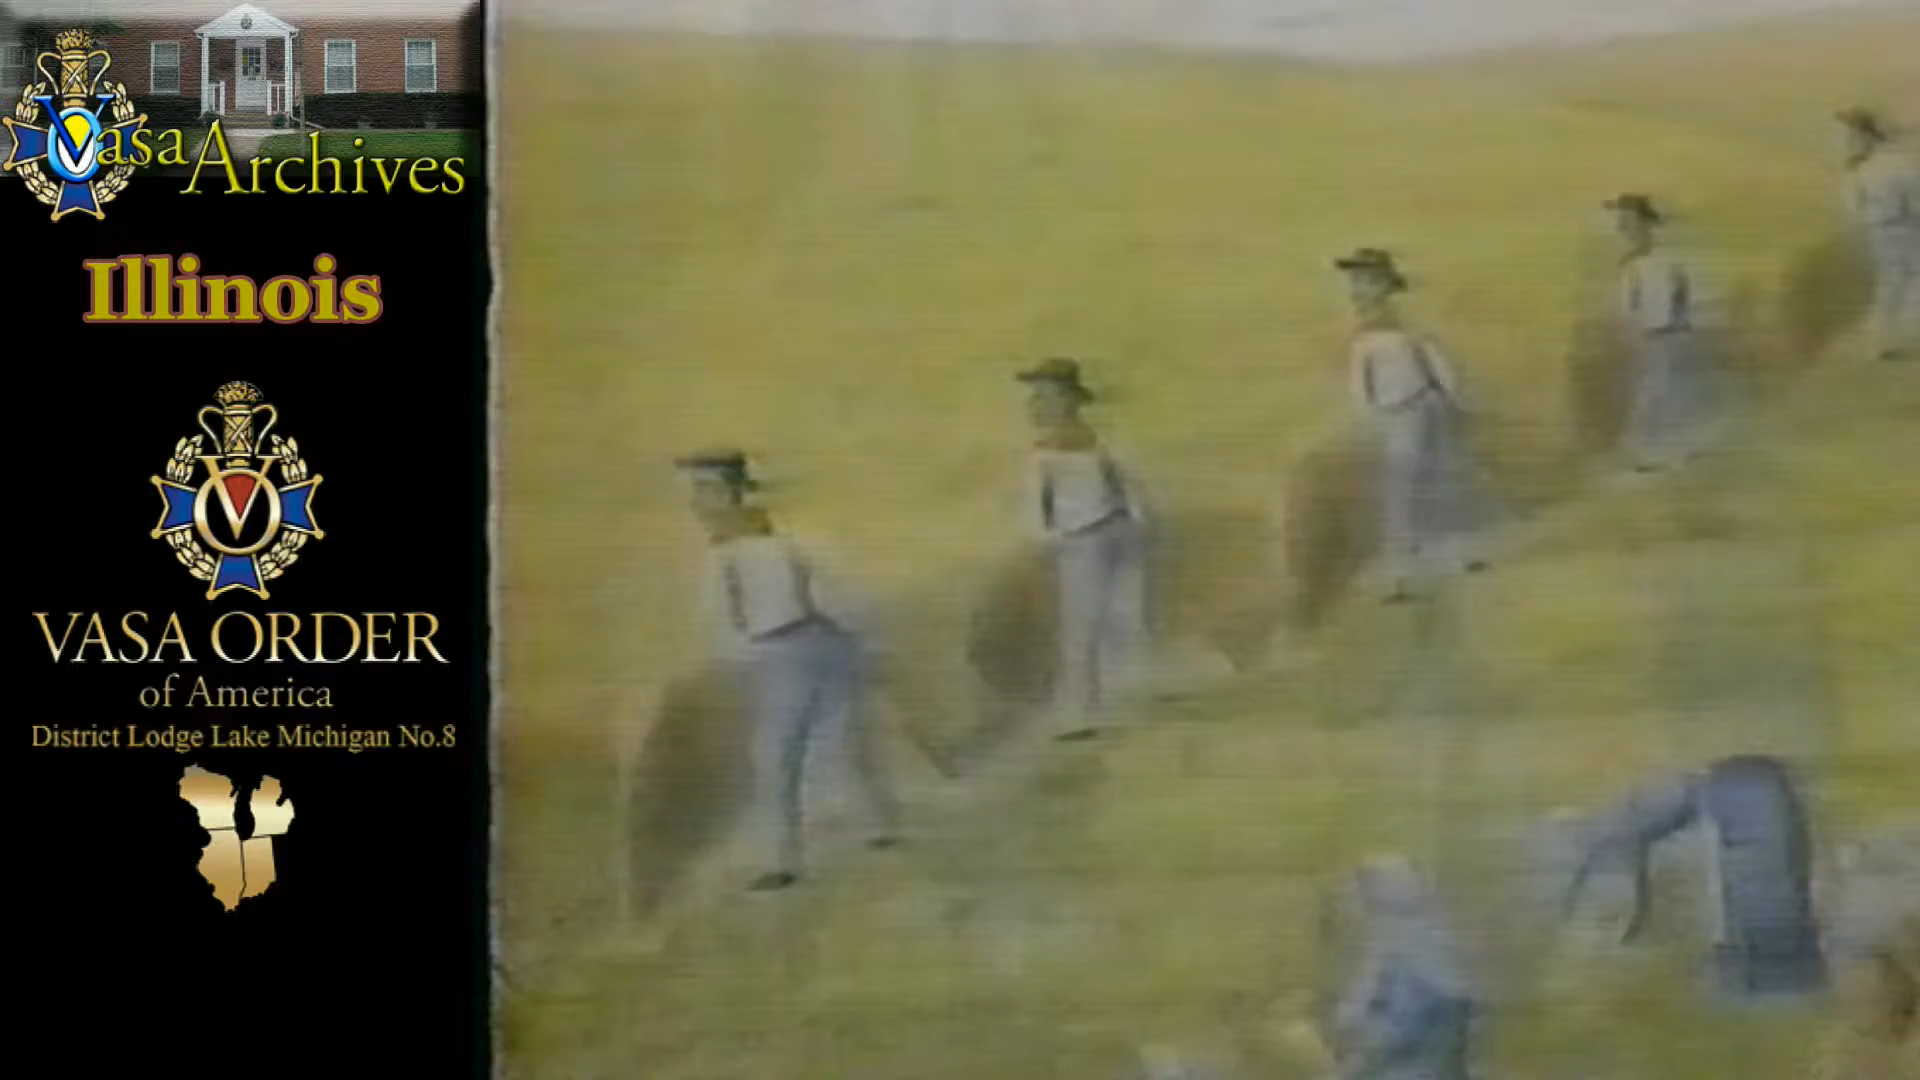 Vasa Archives
Illinois
VASA ORDER
of America
District Lodge Lake Michigan No.8